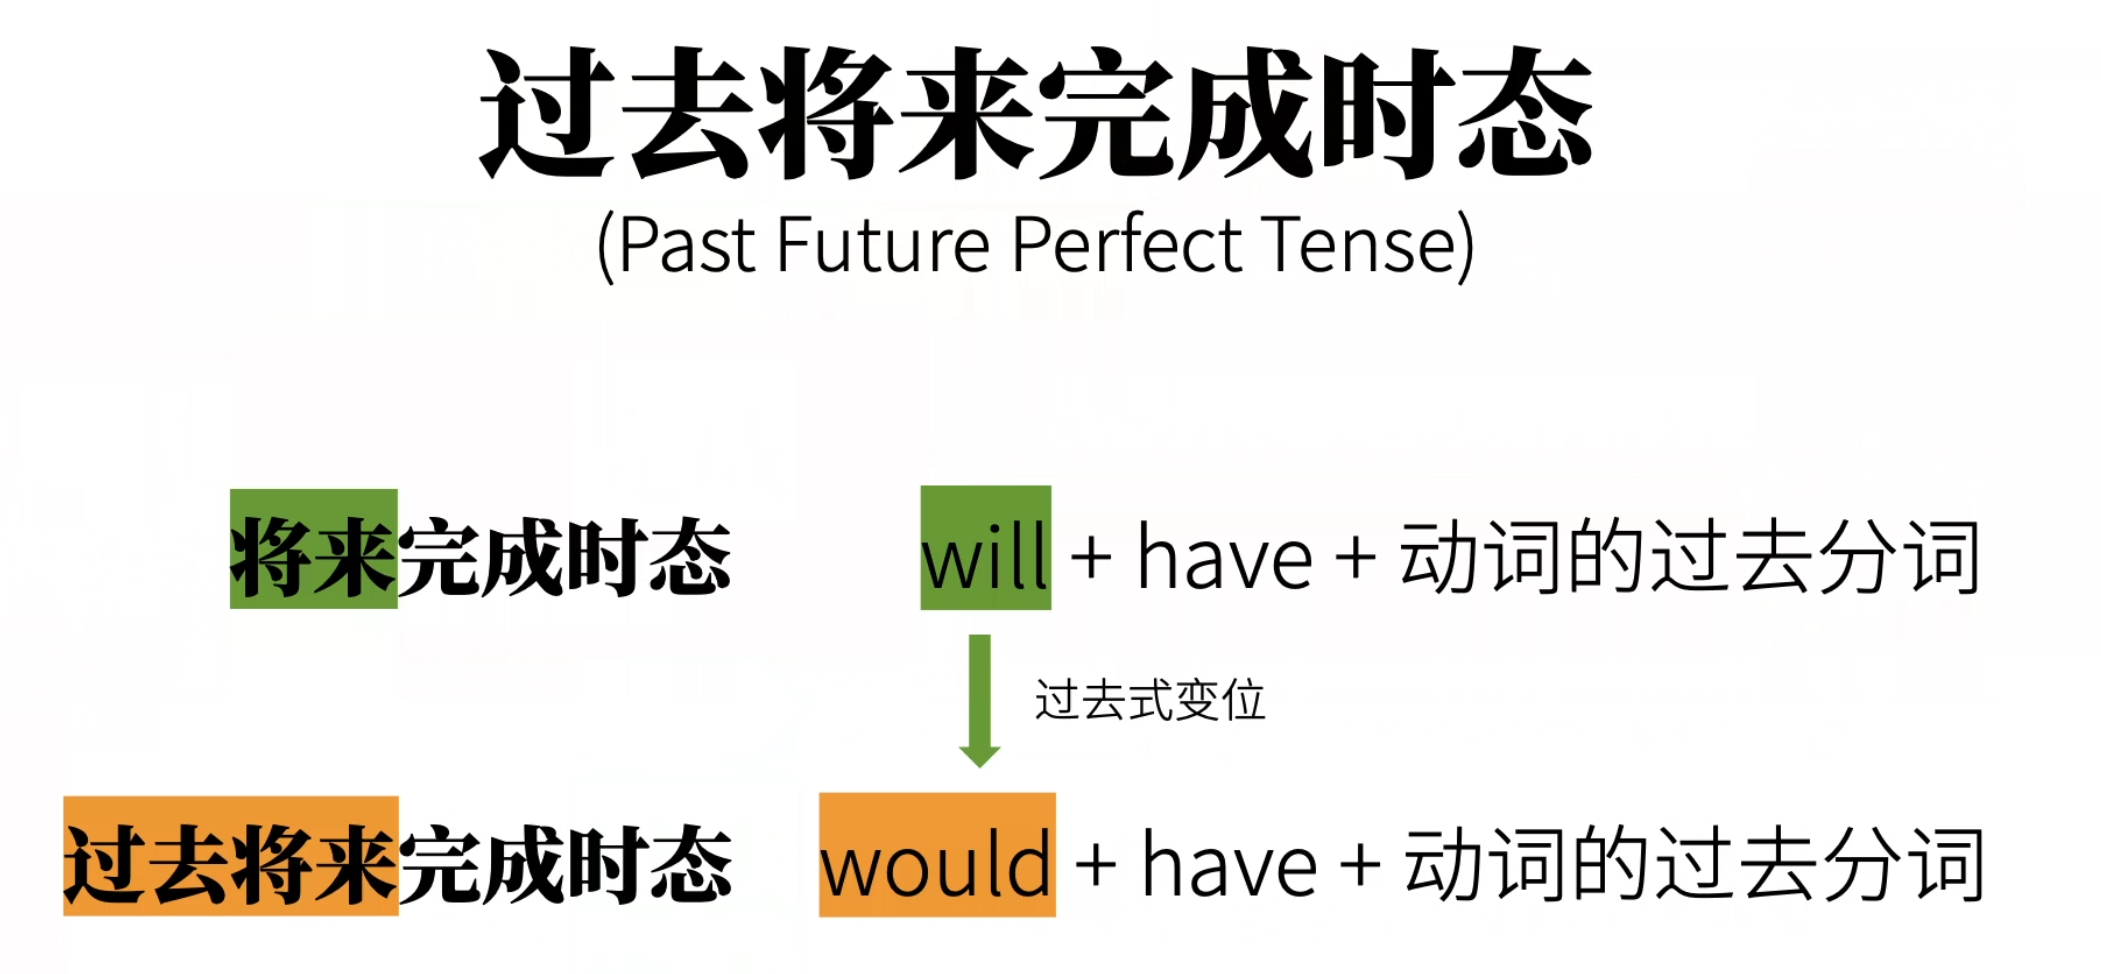 过去将来完成时态
(Past Future Perfect Tense)
将来完成时态 will + have + 动词的过去分词
过去式变位
过去将来完成时态 would + have + 动词的过去分词